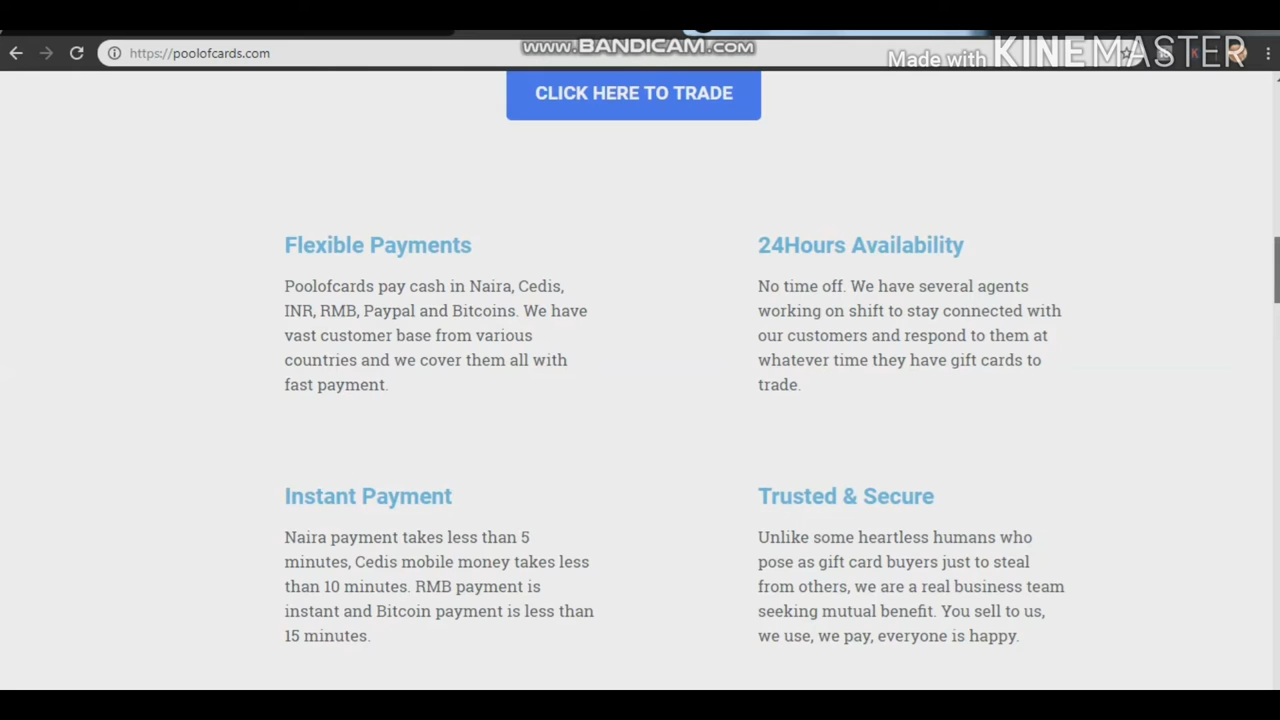 https://poolofcards.com
www.BANDICAM.com
Made with KINEMASTER
CLICK HERE TO TRADE
Flexible Payments
Poolofcards pay cash in Naira, Cedis,
INR, RMB, Paypal and Bitcoins. We have
vast customer base from various
countries and we cover them all with
fast payment.
24Hours Availability
No time off. We have several agents
working on shift to stay connected with
our customers and respond to them at
whatever time they have gift cards to
trade.
Instant Payment
Naira payment takes less than 5
minutes, Cedis mobile money takes less
than 10 minutes. RMB payment is
instant and Bitcoin payment is less than
15 minutes.
Trusted & Secure
Unlike some heartless humans who
pose as gift card buyers just to steal
from others, we are a real business team
seeking mutual benefit. You sell to us,
we use, we pay, everyone is happy.